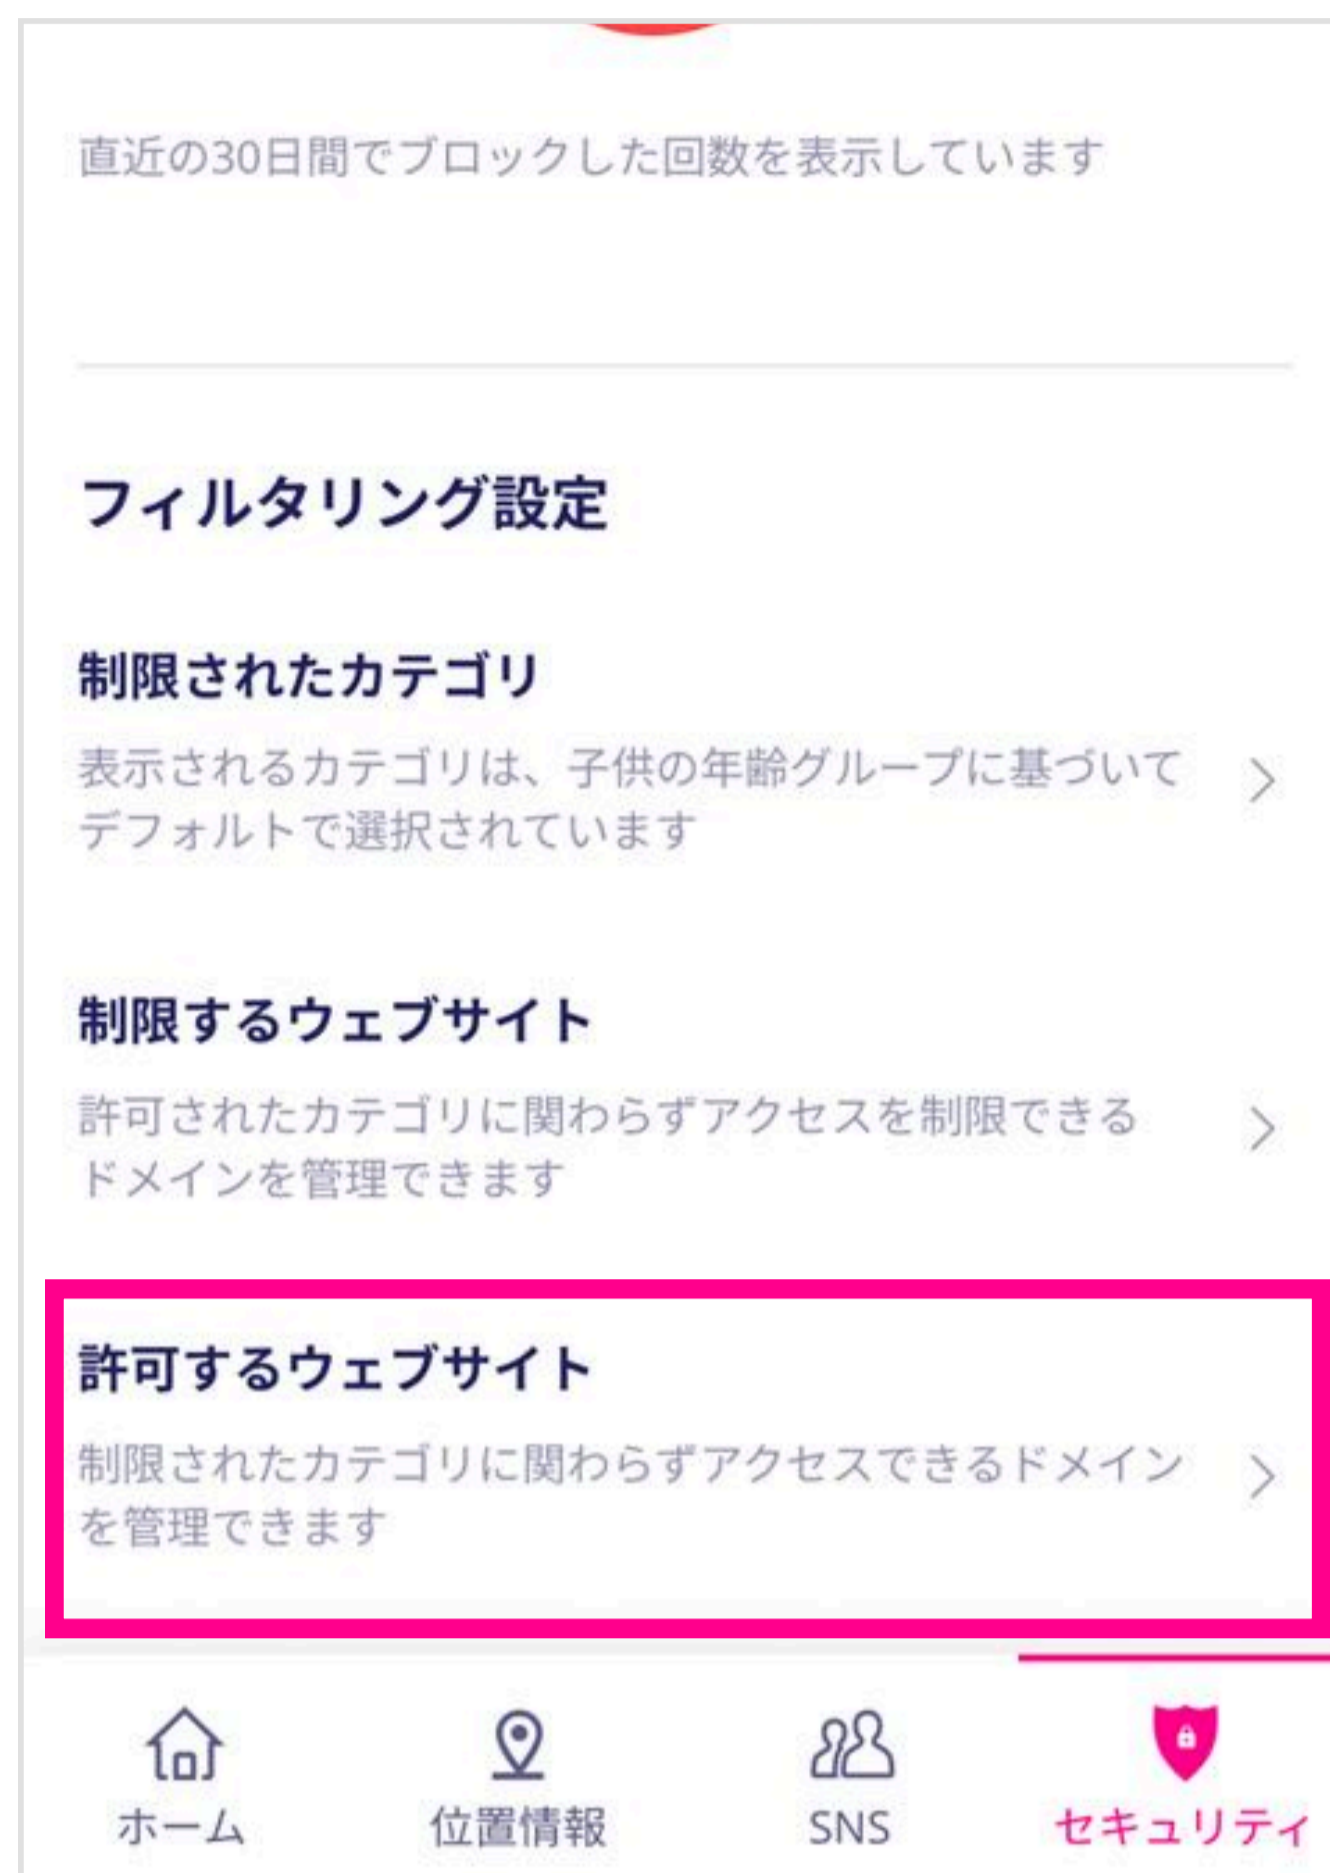 直近の30日間でブロックした回数を表示しています
フィルタリング設定
制限されたカテゴリ
表示されるカテゴリは、子供の年齢グループに基づいて
デフォルトで選択されています
制限するウェブサイト
許可されたカテゴリに関わらずアクセスを制限できる
ドメインを管理できます
許可するウェブサイト
制限されたカテゴリに関わらずアクセスできるドメイン
を管理できます
ホーム
位置情報
SNS
セキュリティ